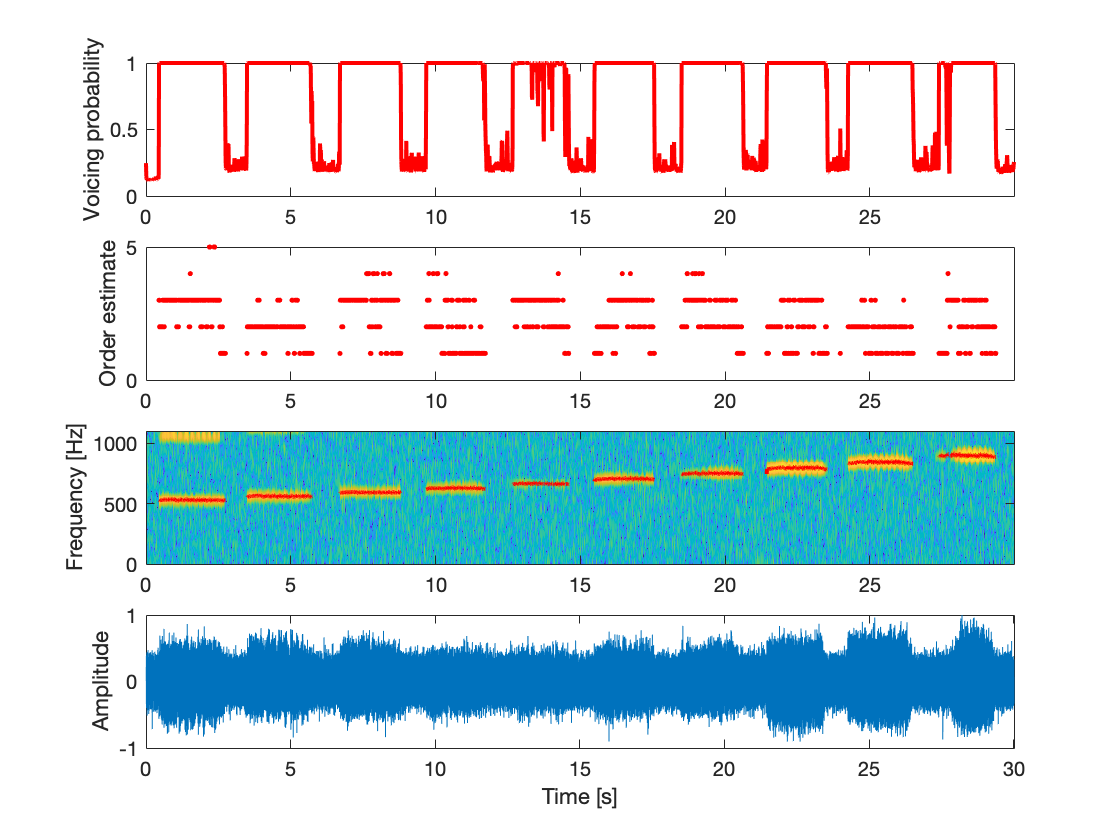 Voicing probability
1
0.5
0
0 5 10 15 20 25
Order estimate
5
0
0 5 10 15 20 25
Frequency [Hz]
1000
500
0
0 5 10 15 20 25
Amplitude
1
0
-1
0 5 10 15 20 25 30
Time [s]